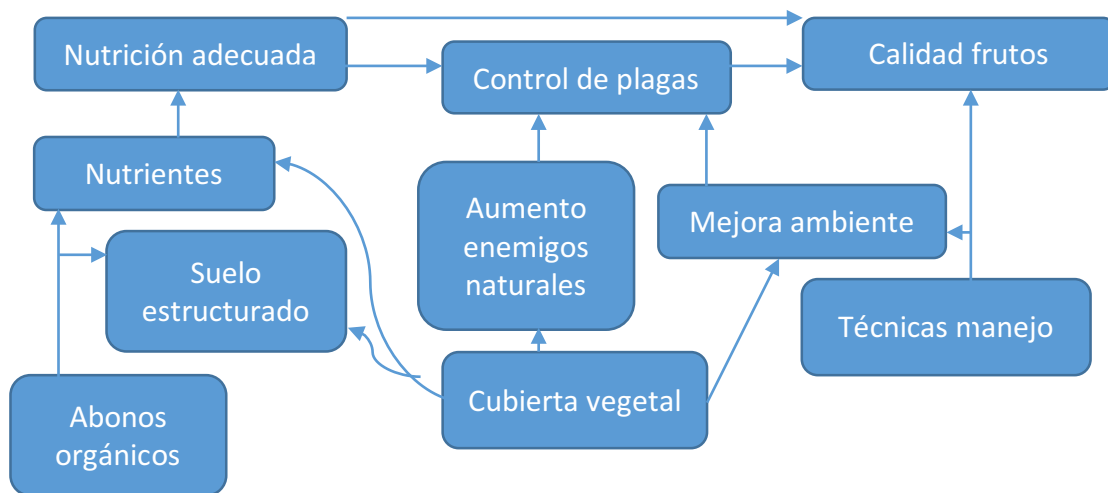 Nutrición adecuada
Control de plagas
Calidad frutos
Nutrientes
Aumento
enemigos
naturales
Mejora ambiente
Suelo
estructurado
Técnicas manejo
Cubierta vegetal
Abonos
orgánicos